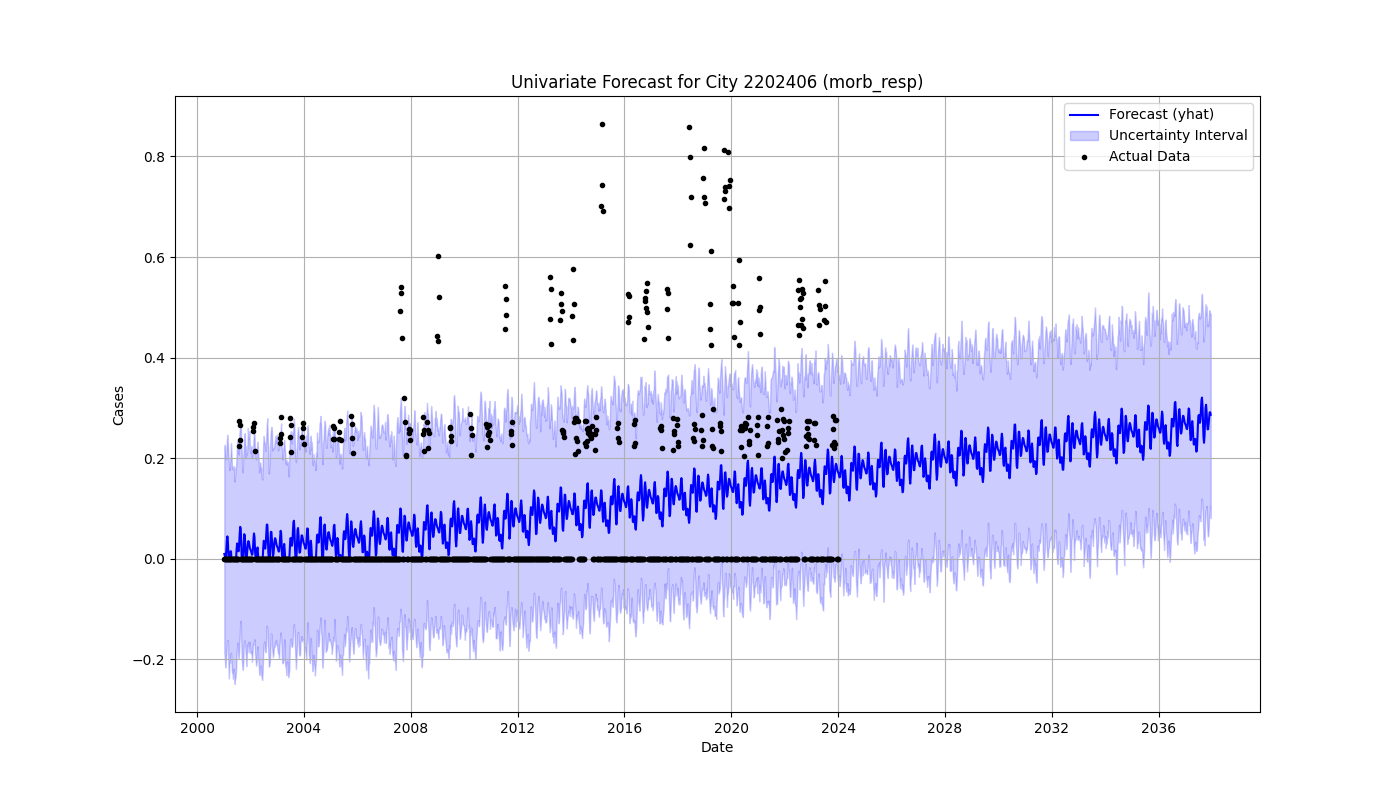 Univariate Forecast for City 2202406 (morb_resp)
Forecast (yhat)
Uncertainty Interval
Actual Data
Cases
0.8
0.6
0.4
0.2
0.0
−0.2
2000 2004 2008 2012 2016 2020 2024 2028 2032 2036
Date